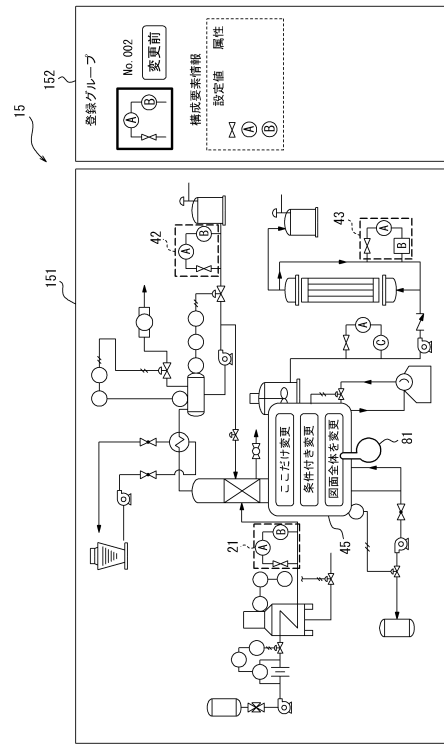 15
151
152
登録グループ
A
B
No. 002
変更前
構成要素情報
設定値 属性
A
B
42
A
B
43
A
B
A
C
21
A
B
ここだけ変更
条件付き変更
図面全体を変更
45
81